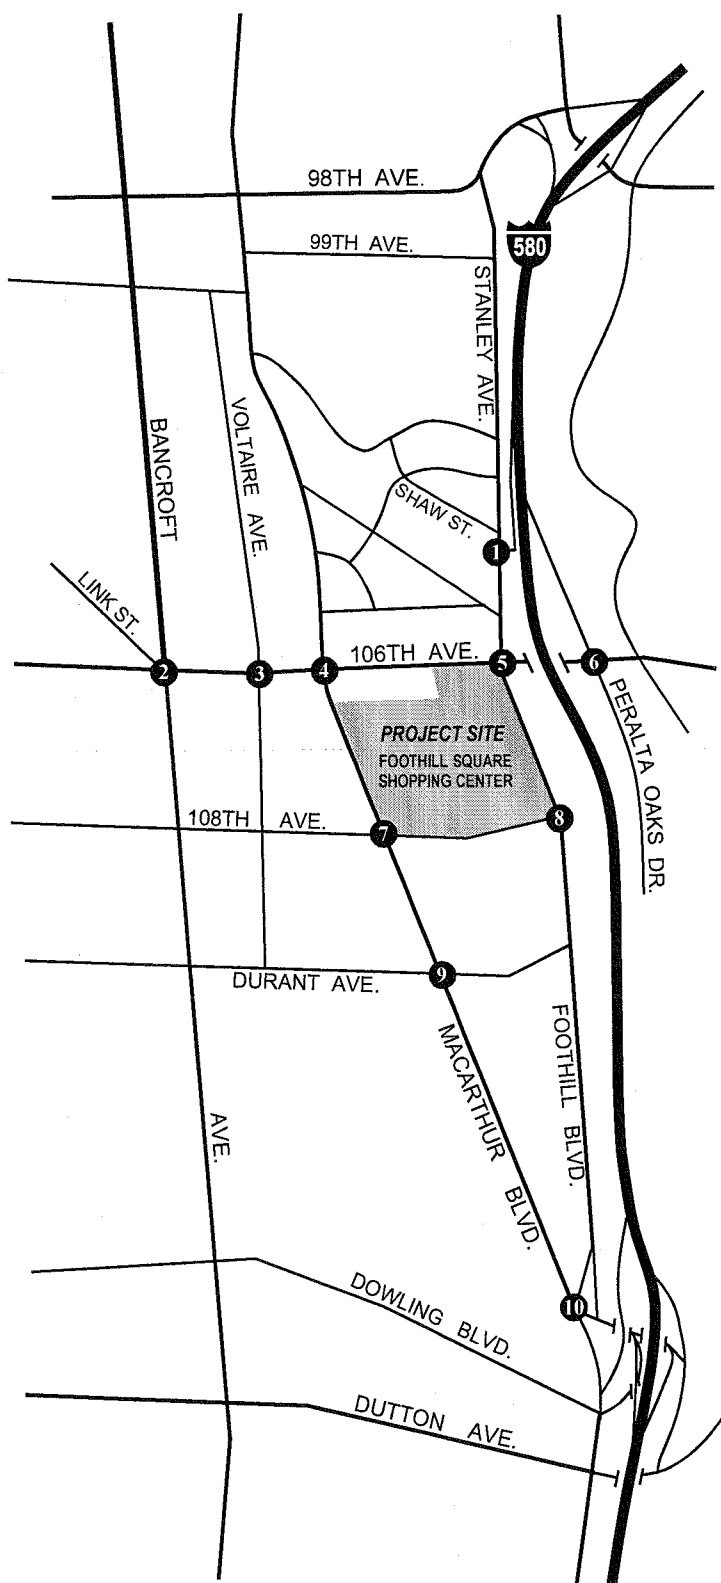 98TH AVE.
580
99TH AVE.
STANLEY AVE.
VOLTAIRE AVE.
BANCROFT
SHAW ST.
1
LINK ST.
106TH AVE.
2
3
4
5
6
PROJECT SITE
FOOTHILL SQUARE
SHOPPING CENTER
PERALTA OAKS DR.
108TH AVE.
7
8
9
DURANT AVE.
MACARTHUR BLVD.
FOOTHILL BLVD.
AVE.
10
DOWLING BLVD.
DUTTON AVE.